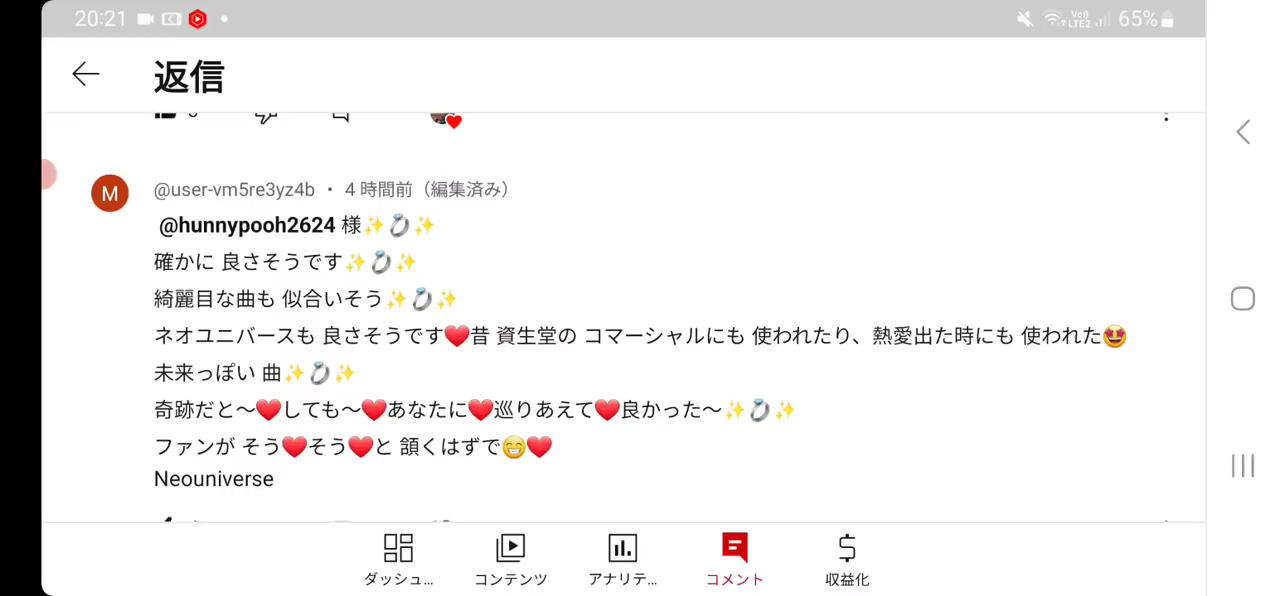 20:21
Vo)) LTE2 65%
返信
@user-vm5re3yz4b ・ 4 時間前（編集済み）
@hunnypooh2624 様✨💍✨
確かに 良さそうです✨💍✨
綺麗目な曲も 似合いそう✨💍✨
ネオユニバースも 良さそうです❤️昔 資生堂の コマーシャルにも 使われたり、熱愛出た時にも 使われた🤩
未来っぽい 曲✨💍✨
奇跡だと〜❤️しても〜❤️あなたに❤️巡りあえて❤️良かった〜✨💍✨
ファンが そう❤️そう❤️と 頷くはずで😁❤️
Neouniverse
M
ダッシュ... コンテンツ アナリテ... コメント 収益化